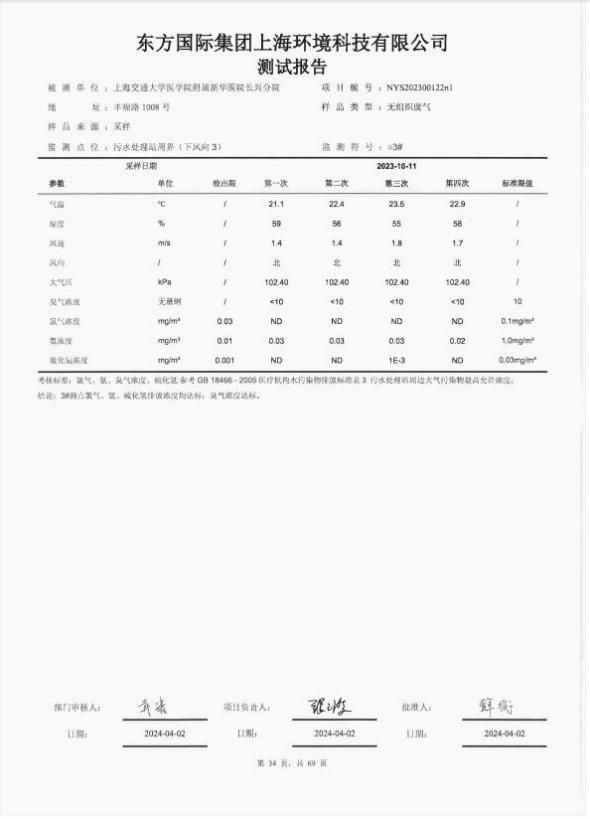 东方国际集团上海环境科技有限公司
测试报告
被 测 单 位 ：上海交通大学医学院附属新华医院长兴分院 项 目 编 号 ：NYS202300122n1
地 址：丰福路 1008 号 样 品 类 型 ：无组织废气
样 品 来 源 ：采样
监 测 点 位 ：污水处理站周界（下风向 3） 监 测 符 号 ：○3#
采样日期 2023-10-11
参数 单位 检出限 第一次 第二次 第三次 第四次 标准限值
气温 ℃ / 21.1 22.4 23.5 22.9 /
湿度 % / 59 56 55 58 /
风速 m/s / 1.4 1.4 1.8 1.7 /
风向 / / 北 北 北 北 /
大气压 kPa / 102.40 102.40 102.40 102.40 /
臭气浓度 无量纲 / <10 <10 <10 <10 10
氯气浓度 mg/m³ 0.03 ND ND ND ND 0.1mg/m³
氨浓度 mg/m³ 0.01 0.03 0.03 0.03 0.02 1.0mg/m³
硫化氢浓度 mg/m³ 0.001 ND ND 1E-3 ND 0.03mg/m³
考核标准：氯气、氨、臭气浓度、硫化氢:参考 GB 18466 - 2005 医疗机构水污染物排放标准表 3 污水处理站周边大气污染物最高允许浓度；
结论：3#测点氯气、氨、硫化氢排放浓度均达标；臭气浓度达标。
部门审核人： 项目负责人： 批准人：
日期： 2024-04-02 日期： 2024-04-02 日期： 2024-04-02
第 34 页，共 69 页